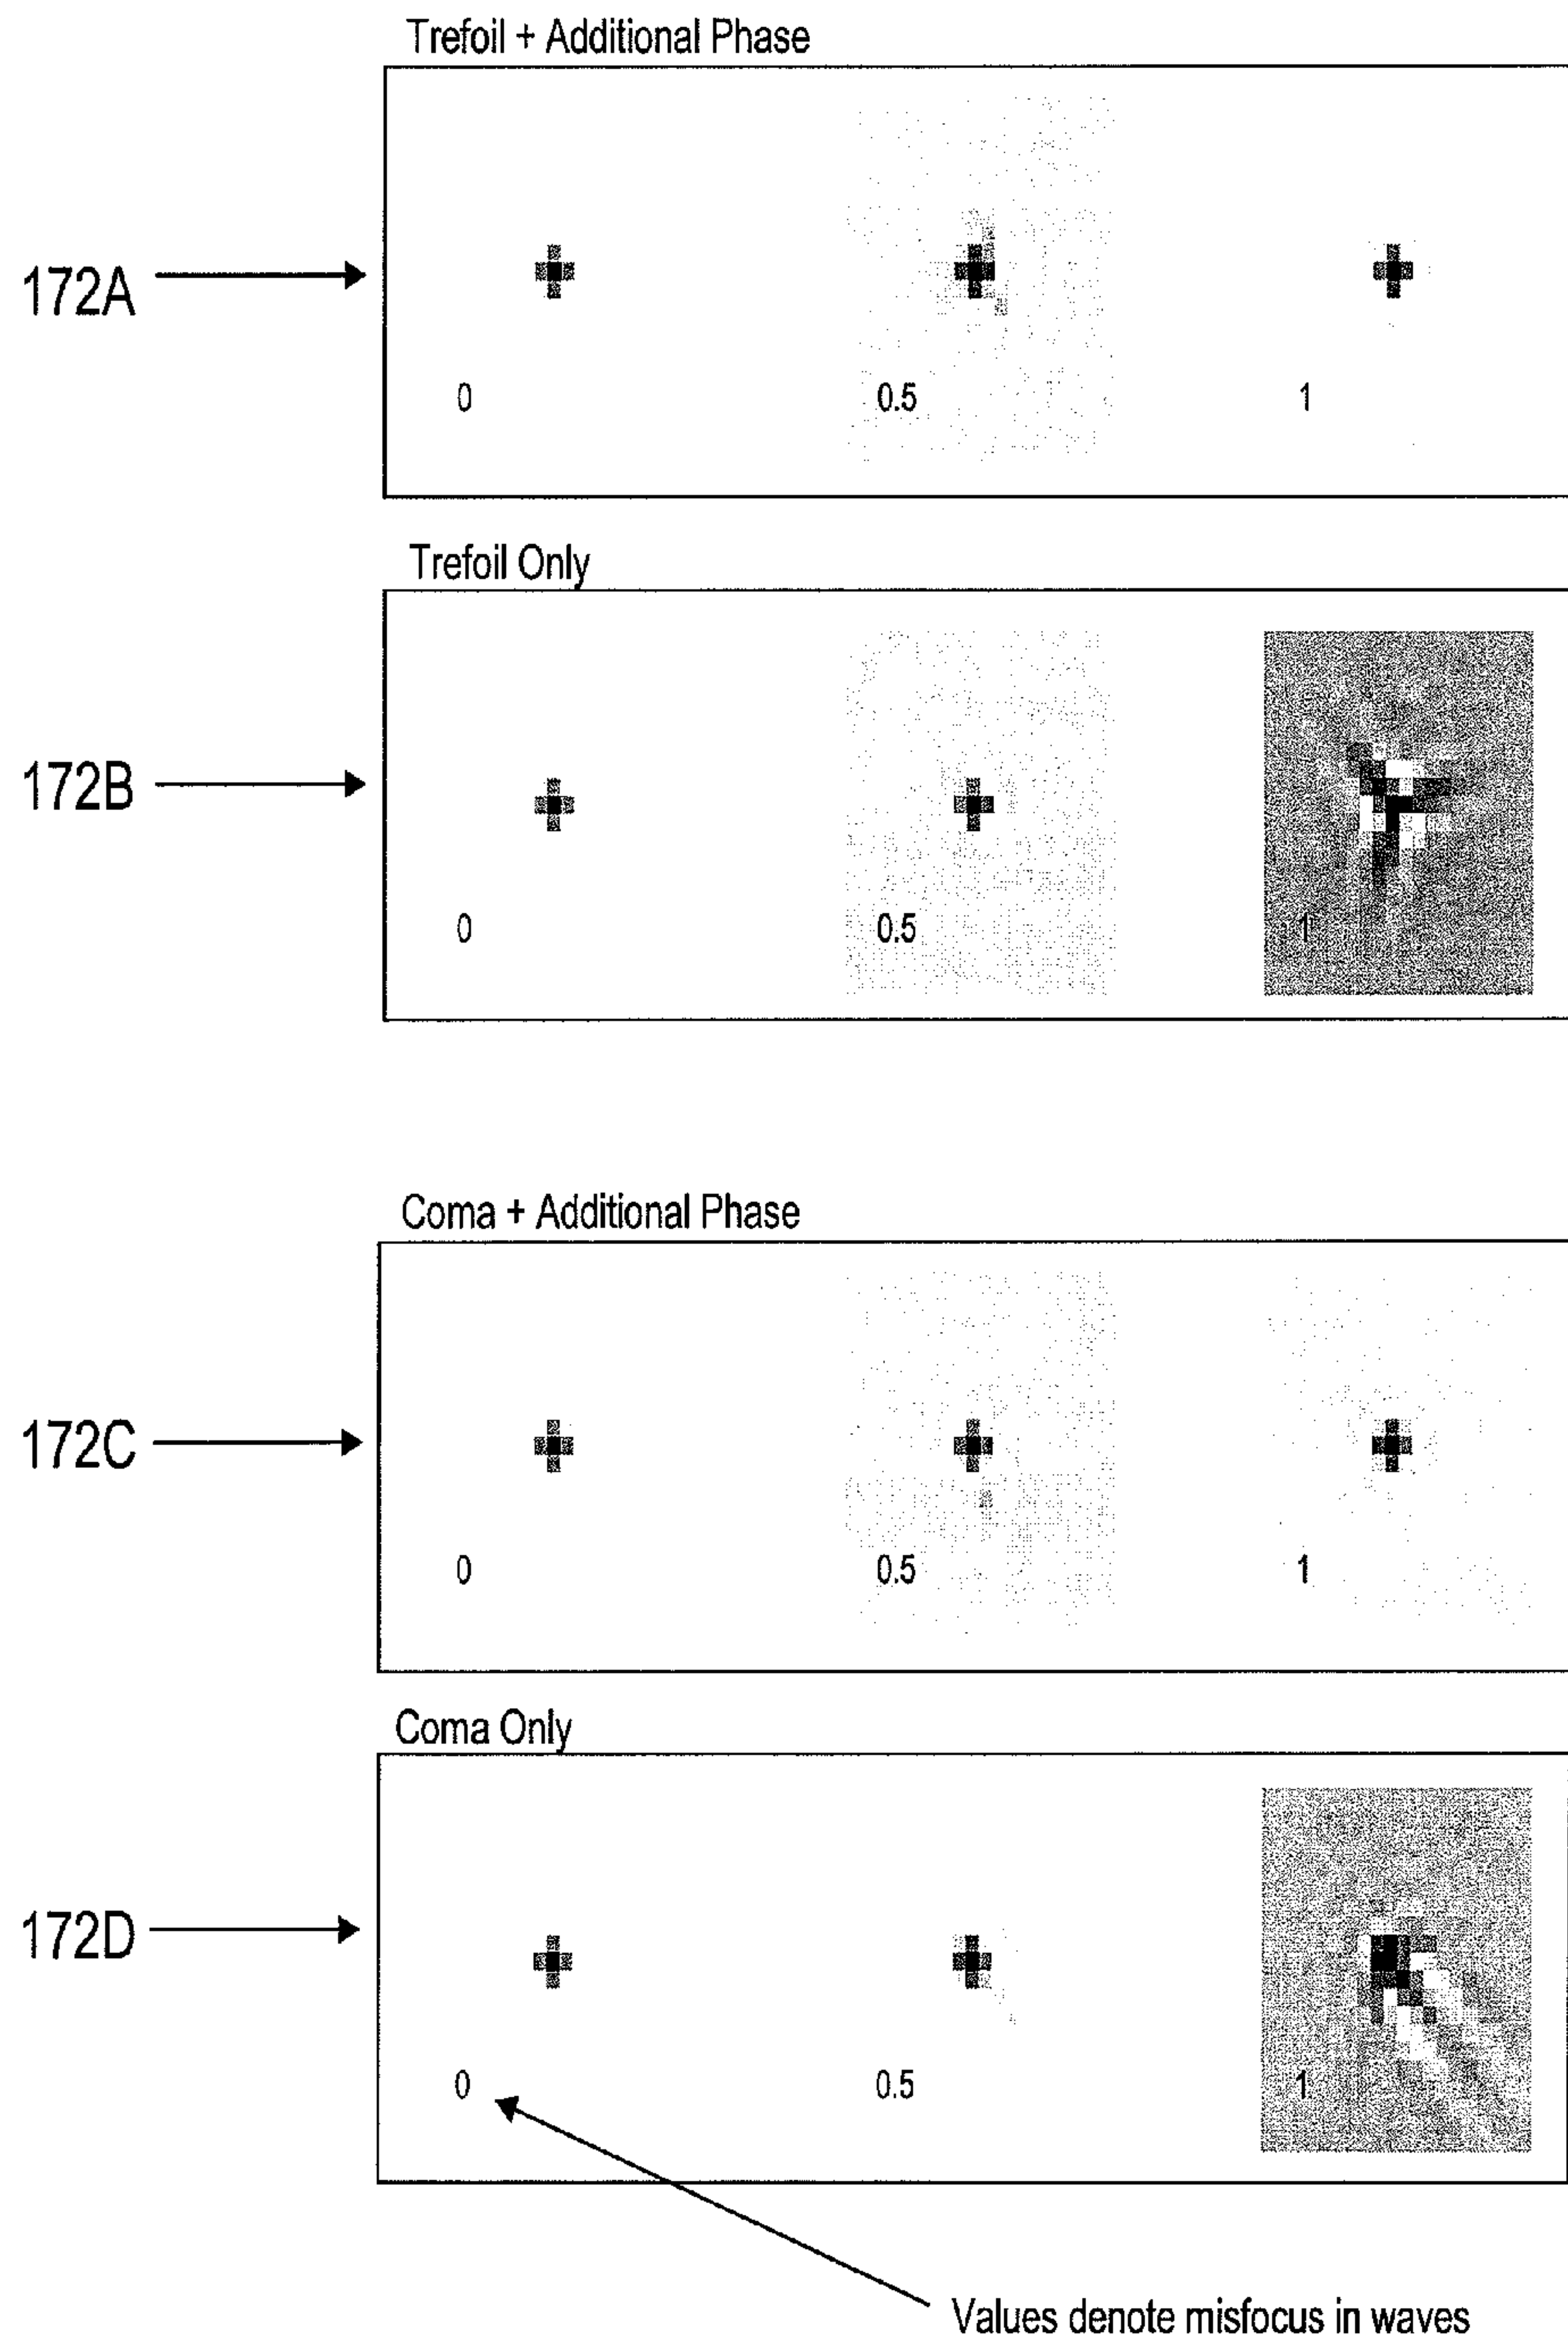 Trefoil + Additional Phase
172A
0 0.5 1
Trefoil Only
172B
0 0.5 1
Coma + Additional Phase
172C
0 0.5 1
Coma Only
172D
0 0.5 1
Values denote misfocus in waves